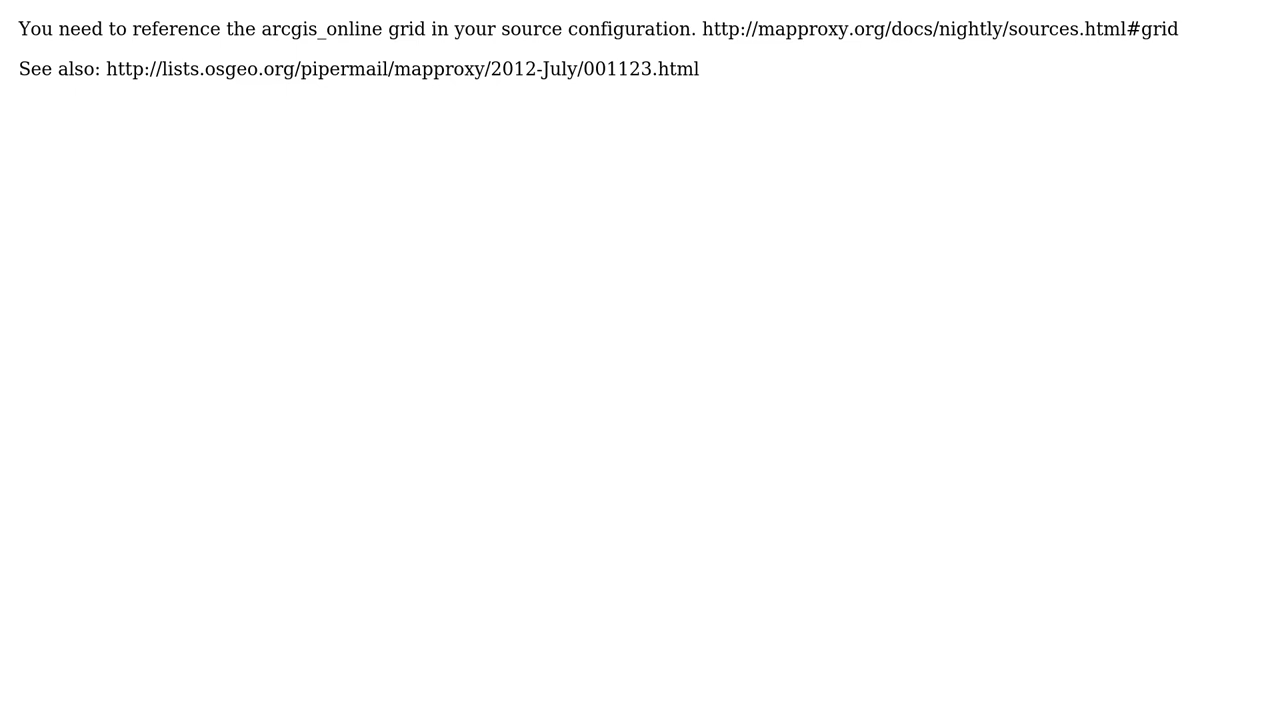 You need to reference the arcgis_online grid in your source configuration. http://mapproxy.org/docs/nightly/sources.html#grid
See also: http://lists.osgeo.org/pipermail/mapproxy/2012-July/001123.html